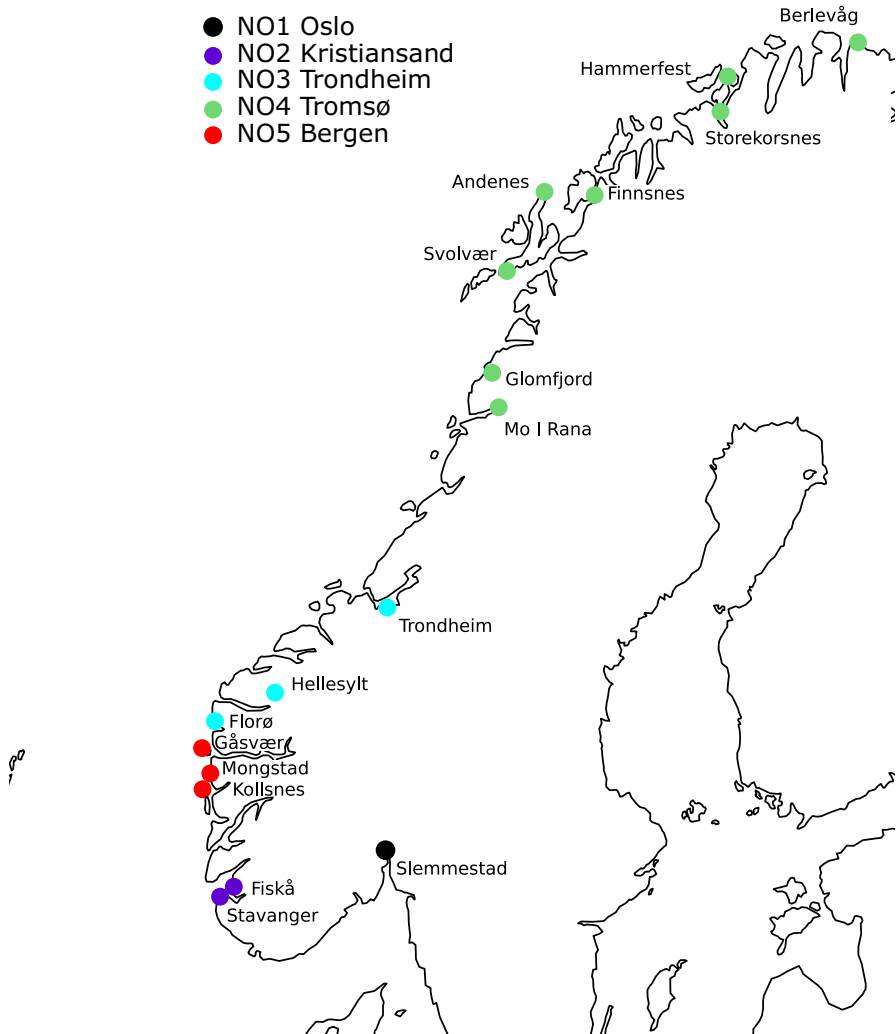 NO1 Oslo
NO2 Kristiansand
NO3 Trondheim
NO4 Tromsø
NO5 Bergen
Berlevåg
Hammerfest
Storekorsnes
Andenes
Finnsnes
Svolvær
Glomfjord
Mo I Rana
Trondheim
Hellesylt
Florø
Gåsvær
Mongstad
Kollsnes
Slemmestad
Fiskå
Stavanger